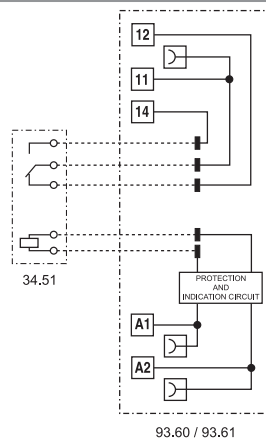 12
11
14
34.51
PROTECTION
AND
INDICATION CIRCUIT
A1
A2
93.60 / 93.61